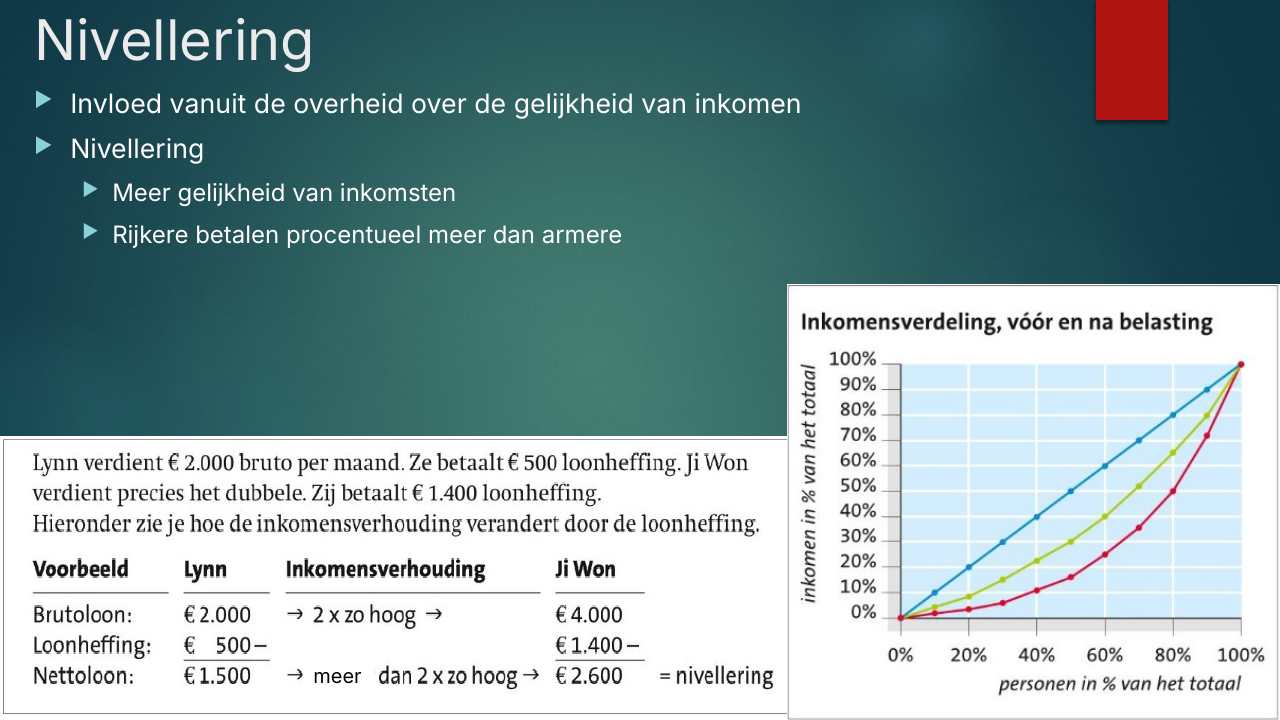 Nivellering
Invloed vanuit de overheid over de gelijkheid van inkomen
Nivellering
Meer gelijkheid van inkomsten
Rijkere betalen procentueel meer dan armere
Lynn verdient € 2.000 bruto per maand. Ze betaalt € 500 loonheffing. Ji Won
verdient precies het dubbele. Zij betaalt € 1.400 loonheffing.
Hieronder zie je hoe de inkomensverhouding verandert door de loonheffing.
Voorbeeld Lynn Inkomensverhouding Ji Won
Brutoloon: € 2.000 → 2 x zo hoog → € 4.000
Loonheffing: € 500 – € 1.400 –
Nettoloon: € 1.500 → meer dan 2 x zo hoog → € 2.600 = nivellering
Inkomensverdeling, vóór en na belasting
inkomen in % van het totaal
100%
90%
80%
70%
60%
50%
40%
30%
20%
10%
0%
0% 20% 40% 60% 80% 100%
personen in % van het totaal